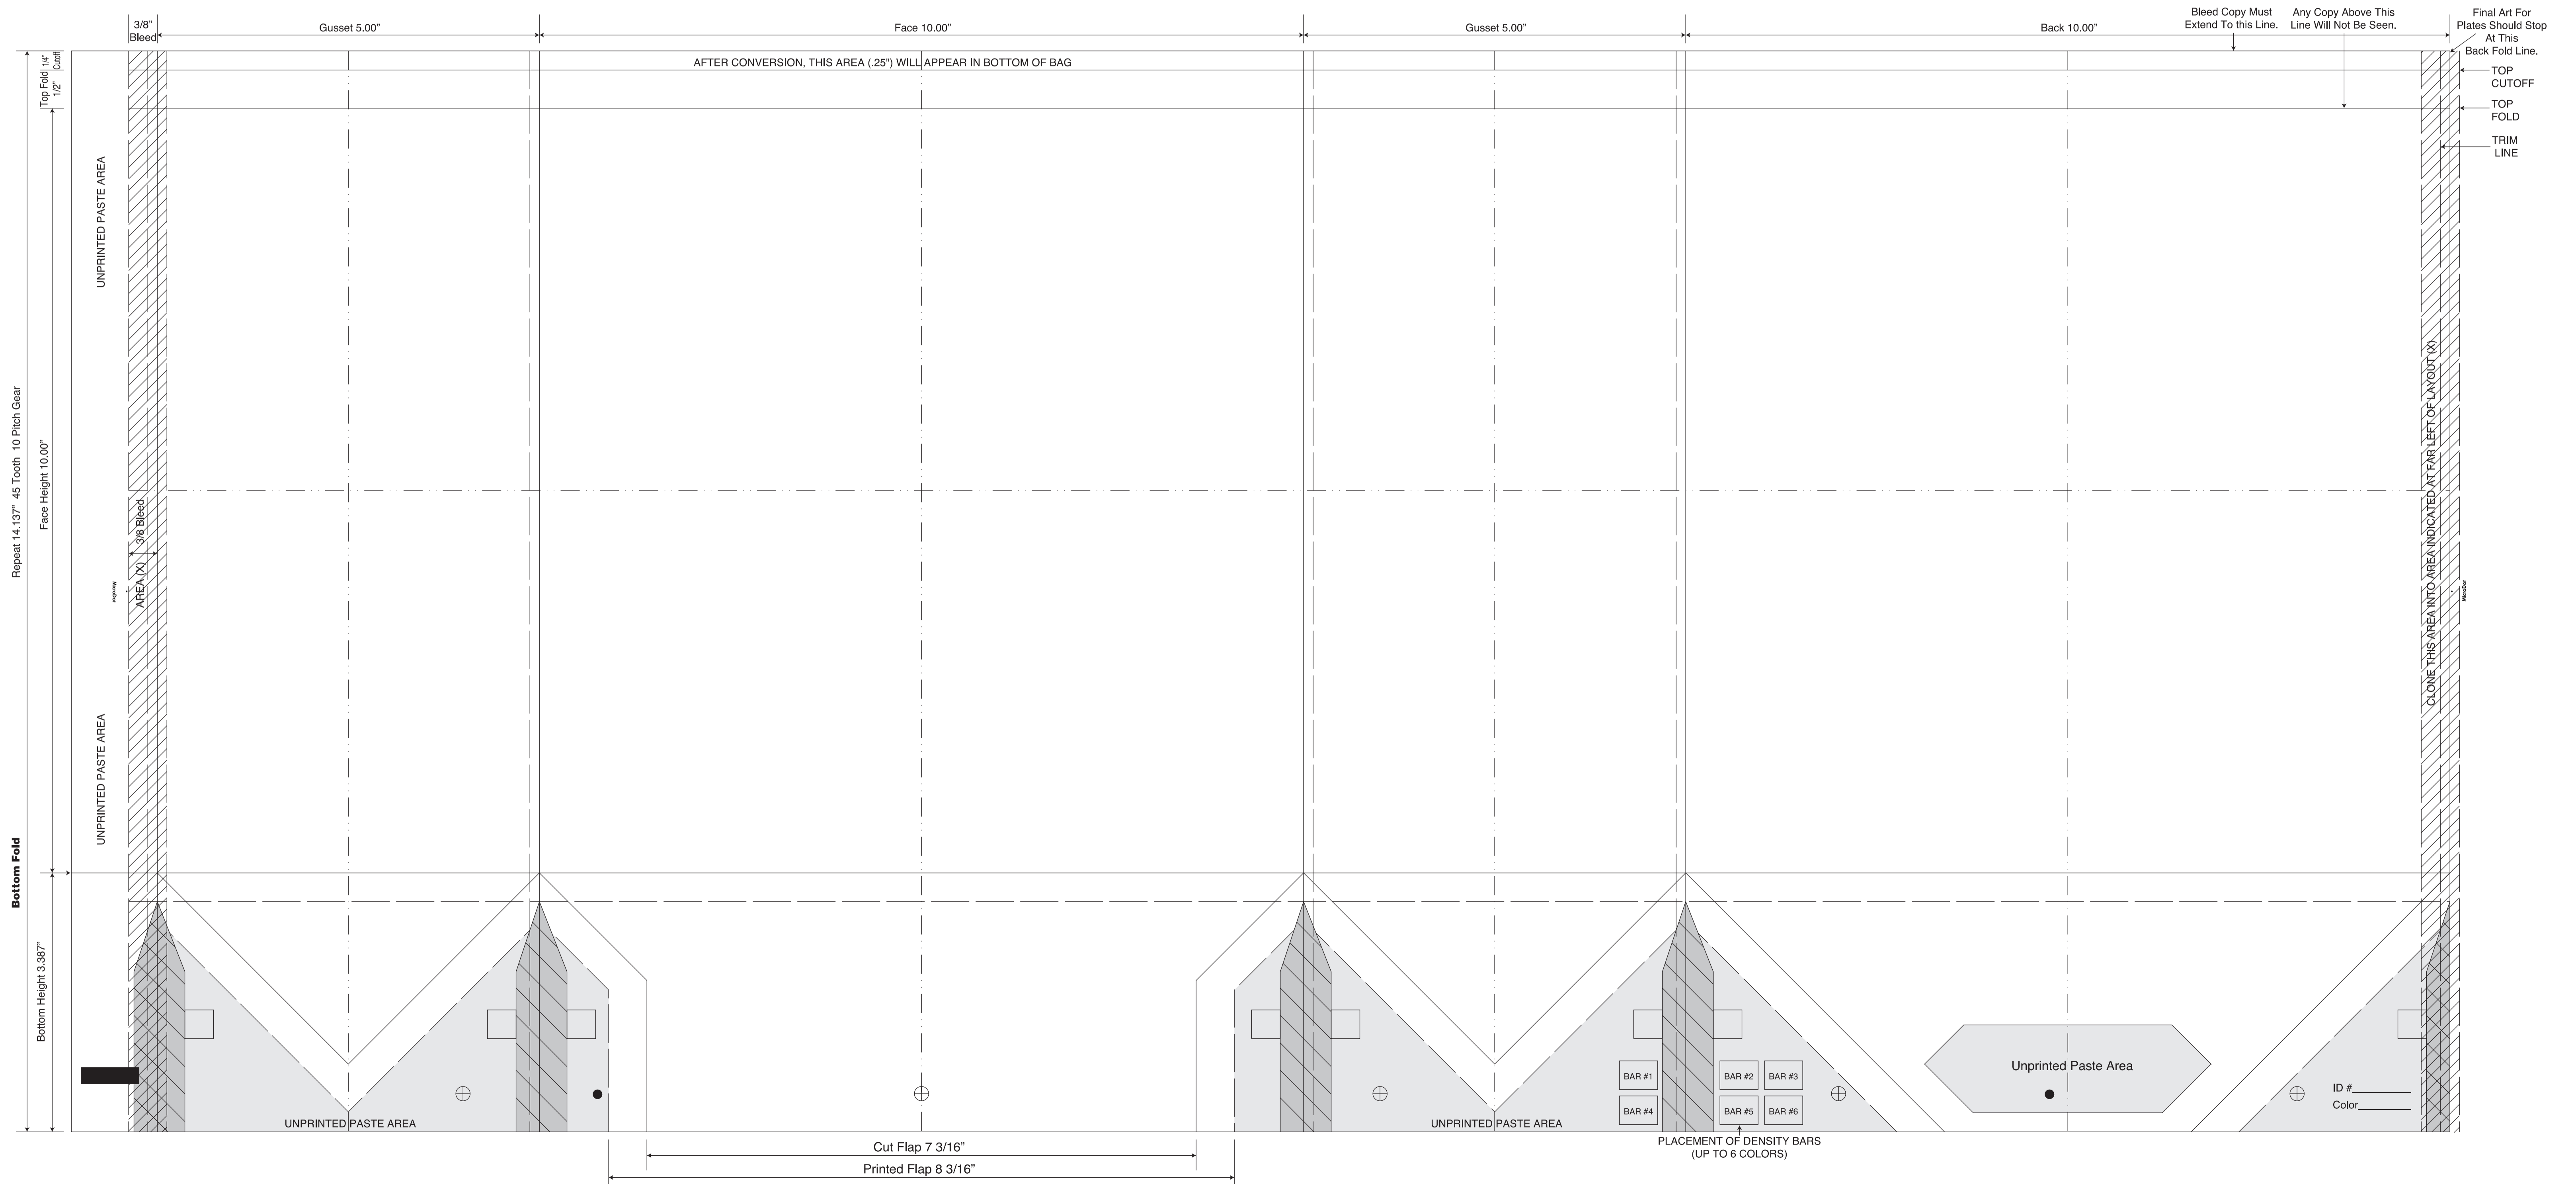 3/8"
Bleed
Gusset 5.00"
Face 10.00"
Gusset 5.00"
Back 10.00"
Bleed Copy Must
Extend To this Line.
Any Copy Above This
Line Will Not Be Seen.
Final Art For
Plates Should Stop
At This
Back Fold Line.
1/4"
Cutoff
Top Fold
1/2"
AFTER CONVERSION, THIS AREA (.25") WILL APPEAR IN BOTTOM OF BAG
TOP
CUTOFF
TOP
FOLD
TRIM
LINE
UNPRINTED PASTE AREA
Repeat 14.137" 45 Tooth 10 Pitch Gear
Face Height 10.00"
3/8 Bleed
AREA (X)
MicroDot
CLONE THIS AREA INTO AREA INDICATED AT FAR LEFT OF LAYOUT (X)
MicroDot
UNPRINTED PASTE AREA
Bottom Fold
Bottom Height 3.387"
UNPRINTED PASTE AREA
UNPRINTED PASTE AREA
BAR #1
BAR #2
BAR #3
BAR #4
BAR #5
BAR #6
Unprinted Paste Area
ID #
Color
PLACEMENT OF DENSITY BARS
(UP TO 6 COLORS)
Cut Flap 7 3/16"
Printed Flap 8 3/16"